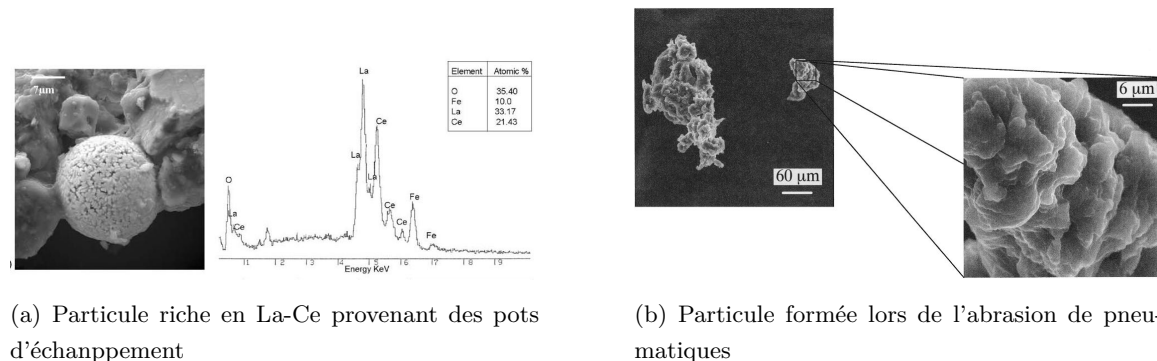 7μm
La
Ce
La
La
O
La
Ce
Ce
Ce
Fe
Fe
Element Atomic %
O 35.40
Fe 10.0
La 33.17
Ce 21.43
Energy KeV
60 μm
6 μm
(a) Particule riche en La-Ce provenant des pots
d'échanppement
(b) Particule formée lors de l'abrasion de pneu-
matiques